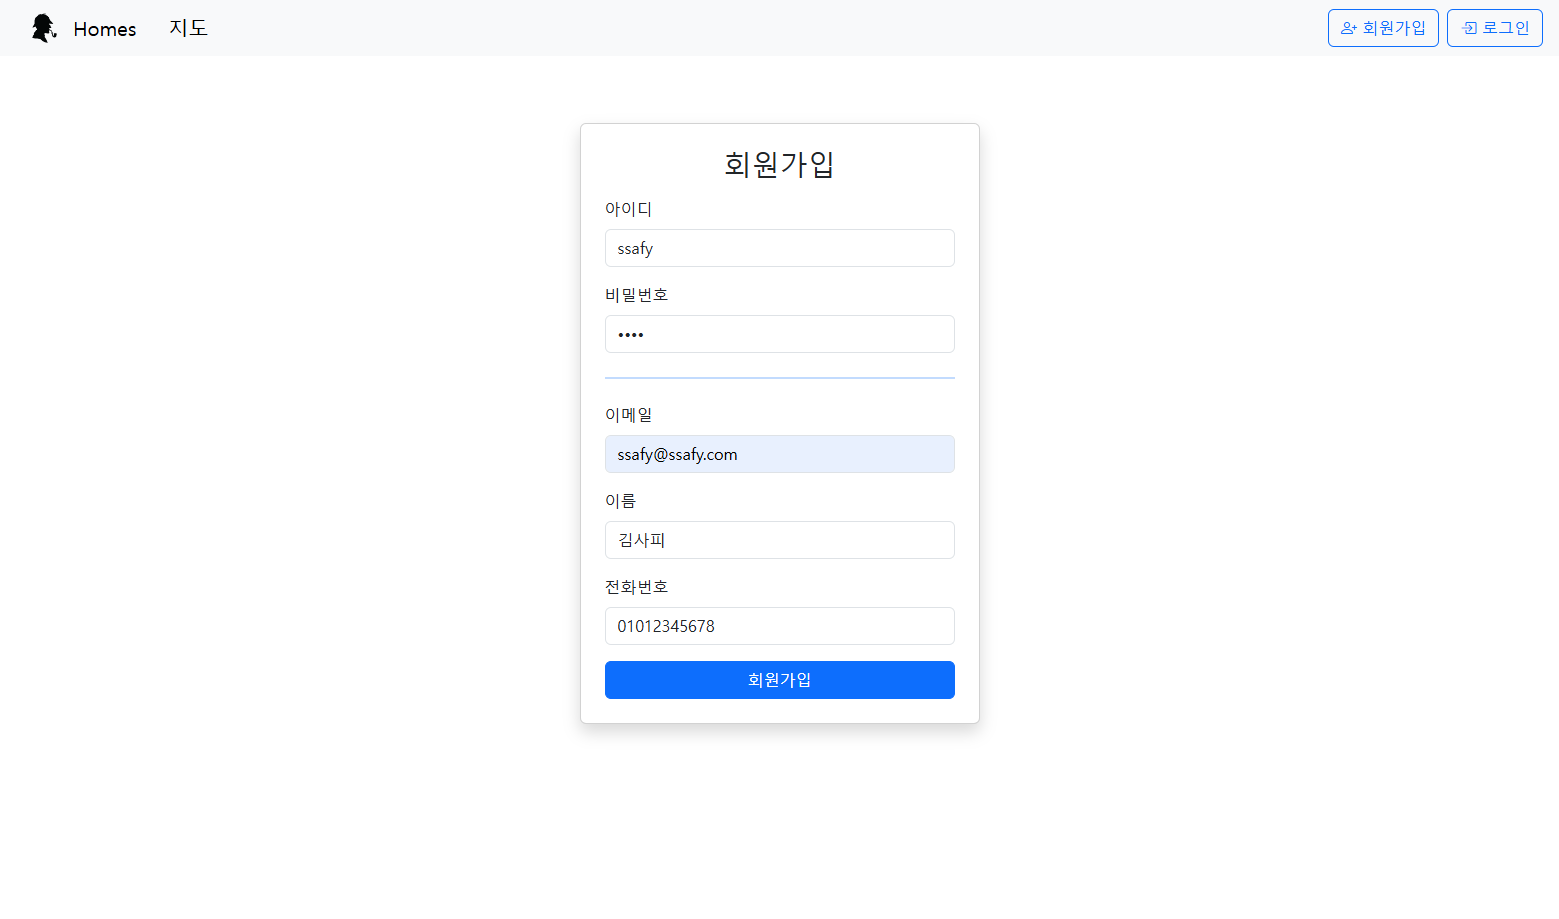 Homes 지도 회원가입 로그인
회원가입
아이디
ssafy
비밀번호
••••
이메일
ssafy@ssafy.com
이름
김사피
전화번호
01012345678
회원가입